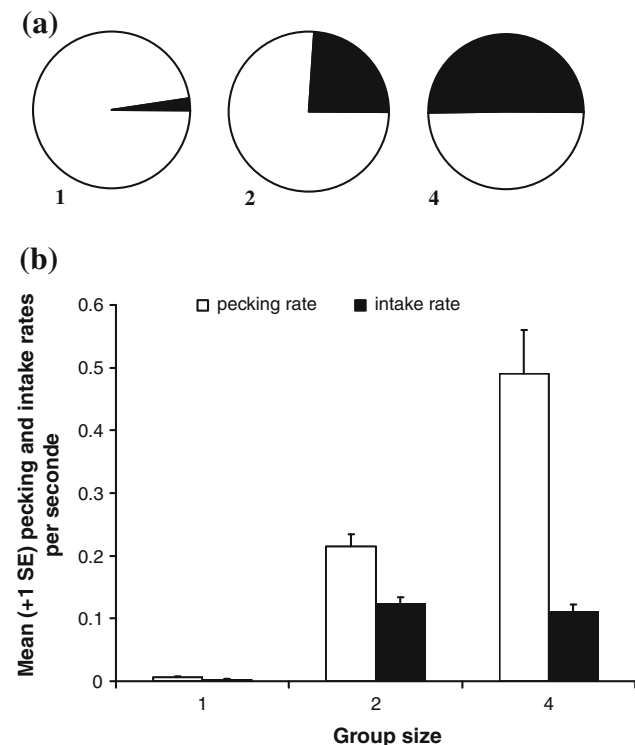 (a)
1
2
4
(b)
pecking rate
intake rate
Mean (+1 SE) pecking and intake rates
per seconde
0.6
0.5
0.4
0.3
0.2
0.1
0
1
2
4
Group size